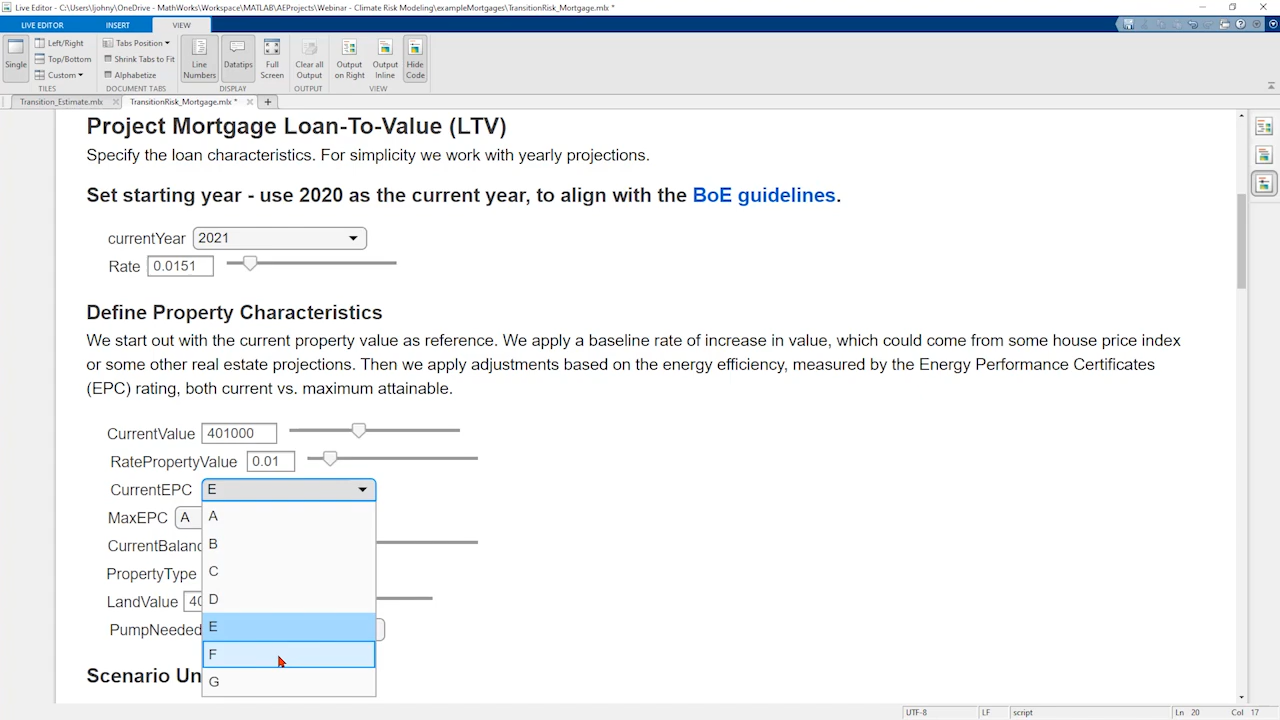 Live Editor - C:\Users\ljohny\OneDrive - MathWorks\Workspace\MATLAB\AEProjects\Webinar - Climate Risk Modeling\exampleMortgages\TransitionRisk_Mortgage.mlx *
LIVE EDITOR INSERT VIEW
Single
Left/Right
Top/Bottom
Custom
TILES
Tabs Position
Shrink Tabs to Fit
Alphabetize
DOCUMENT TABS
Line Numbers
Datatips
Full Screen
DISPLAY
Clear all Output
OUTPUT
Output on Right
Output Inline
Hide Code
VIEW
Transition_Estimate.mlx
TransitionRisk_Mortgage.mlx *
Project Mortgage Loan-To-Value (LTV)
Specify the loan characteristics. For simplicity we work with yearly projections.
Set starting year - use 2020 as the current year, to align with the BoE guidelines.
currentYear 2021
Rate 0.0151
Define Property Characteristics
We start out with the current property value as reference. We apply a baseline rate of increase in value, which could come from some house price index
or some other real estate projections. Then we apply adjustments based on the energy efficiency, measured by the Energy Performance Certificates
(EPC) rating, both current vs. maximum attainable.
CurrentValue 401000
RatePropertyValue 0.01
CurrentEPC E
A
MaxEPC A
B
CurrentBalanc
C
PropertyType
D
LandValue 40
E
PumpNeeded
F
Scenario Un
G
UTF-8 LF script Ln 20 Col 17